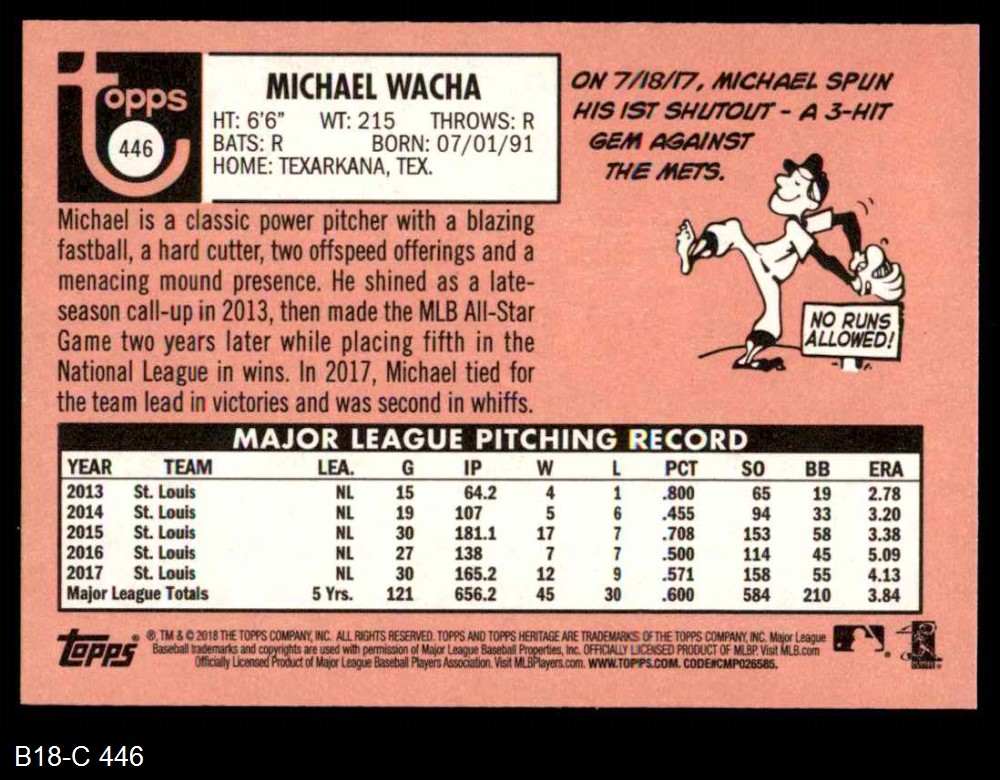 topps
446
MICHAEL WACHA
HT: 6'6" WT: 215 THROWS: R
BATS: R BORN: 07/01/91
HOME: TEXARKANA, TEX.
ON 7/18/17, MICHAEL SPUN
HIS 1ST SHUTOUT - A 3-HIT
GEM AGAINST
THE METS.
NO RUNS
ALLOWED!
Michael is a classic power pitcher with a blazing
fastball, a hard cutter, two offspeed offerings and a
menacing mound presence. He shined as a late-
season call-up in 2013, then made the MLB All-Star
Game two years later while placing fifth in the
National League in wins. In 2017, Michael tied for
the team lead in victories and was second in whiffs.
MAJOR LEAGUE PITCHING RECORD
YEAR TEAM LEA. G IP W L PCT SO BB ERA
2013 St. Louis NL 15 64.2 4 1 .800 65 19 2.78
2014 St. Louis NL 19 107 5 6 .455 94 33 3.20
2015 St. Louis NL 30 181.1 17 7 .708 153 58 3.38
2016 St. Louis NL 27 138 7 7 .500 114 45 5.09
2017 St. Louis NL 30 165.2 12 9 .571 158 55 4.13
Major League Totals 5 Yrs. 121 656.2 45 30 .600 584 210 3.84
topps® ®, TM & © 2018 THE TOPPS COMPANY, INC. ALL RIGHTS RESERVED. TOPPS AND TOPPS HERITAGE ARE TRADEMARKS OF THE TOPPS COMPANY, INC. Major League
Baseball trademarks and copyrights are used with permission of Major League Baseball Properties, Inc. OFFICIALLY LICENSED PRODUCT OF MLBP. Visit MLB.com
Officially Licensed Product of Major League Baseball Players Association. Visit MLBPlayers.com. WWW.TOPPS.COM. CODE#CMP026585.
B18-C 446